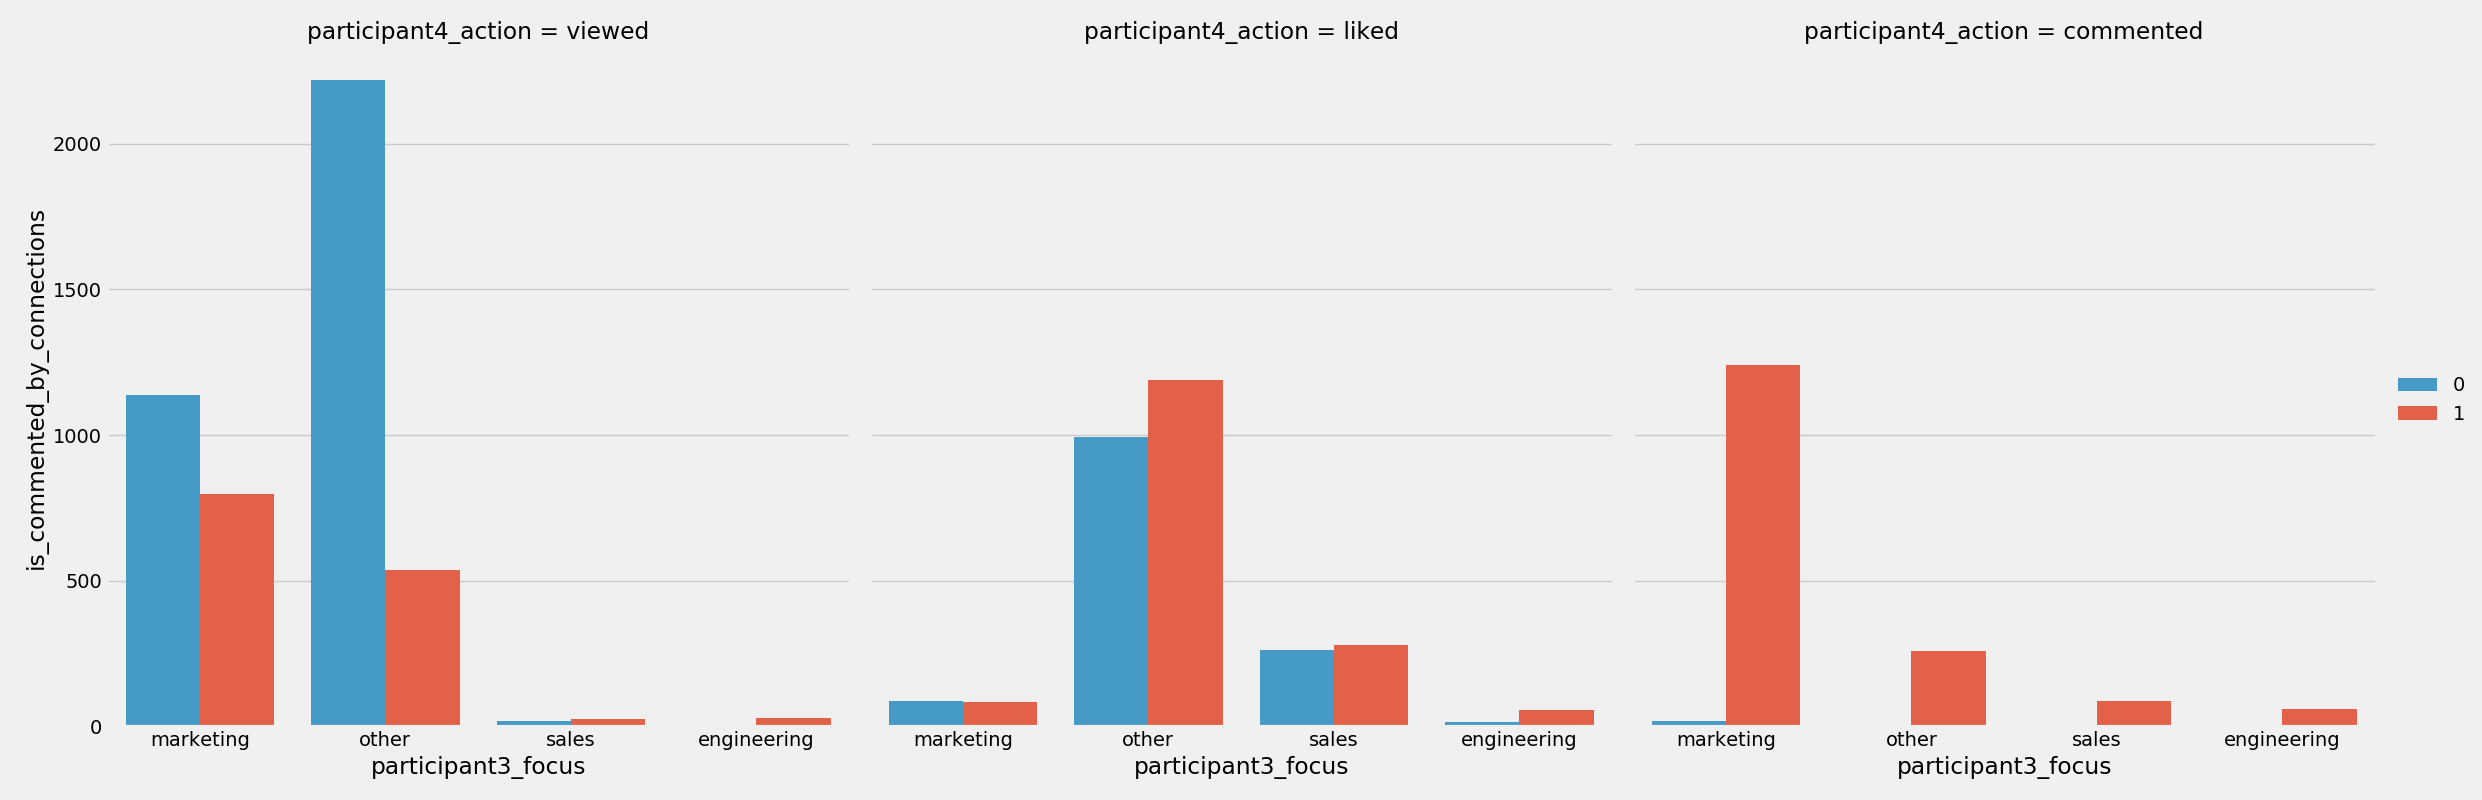 participant4_action = viewed
participant4_action = liked
participant4_action = commented
is_commented_by_connections
2000
1500
1000
500
0
marketing other sales engineering
marketing other sales engineering
marketing other sales engineering
participant3_focus
participant3_focus
participant3_focus
0
1